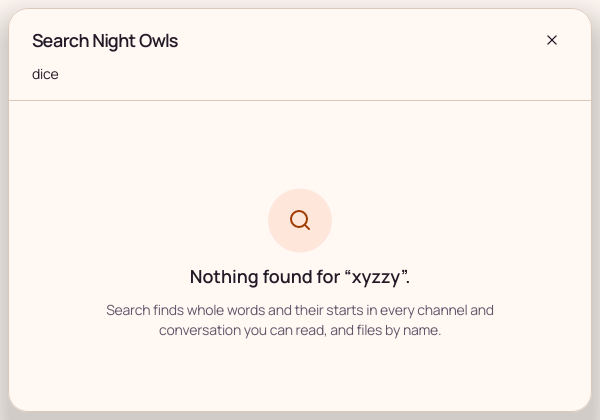 Search Night Owls
dice
Nothing found for “xyzzy”.
Search finds whole words and their starts in every channel and
conversation you can read, and files by name.